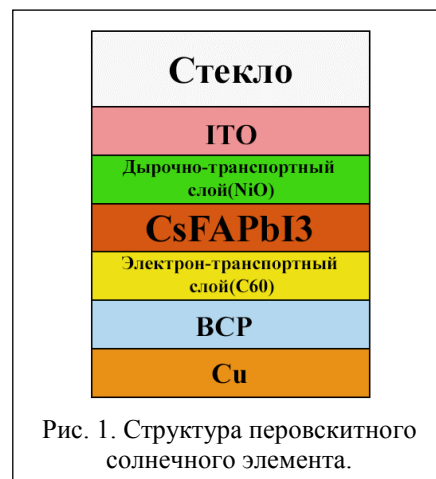 Стекло
ITO
Дырочно-транспортный
слой(NiO)
CsFAPbI3
Электрон-транспортный
слой(C60)
BCP
Cu
Рис. 1. Структура перовскитного
солнечного элемента.